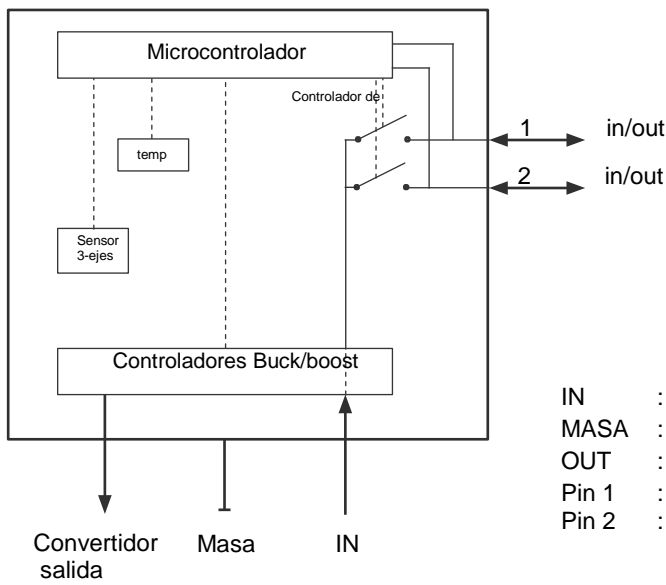 Microcontrolador
Controlador de
1 in/out
temp
2 in/out
Sensor
3-ejes
Controladores Buck/boost
IN :
MASA :
OUT :
Pin 1 :
Pin 2 :
Convertidor
salida
Masa
IN